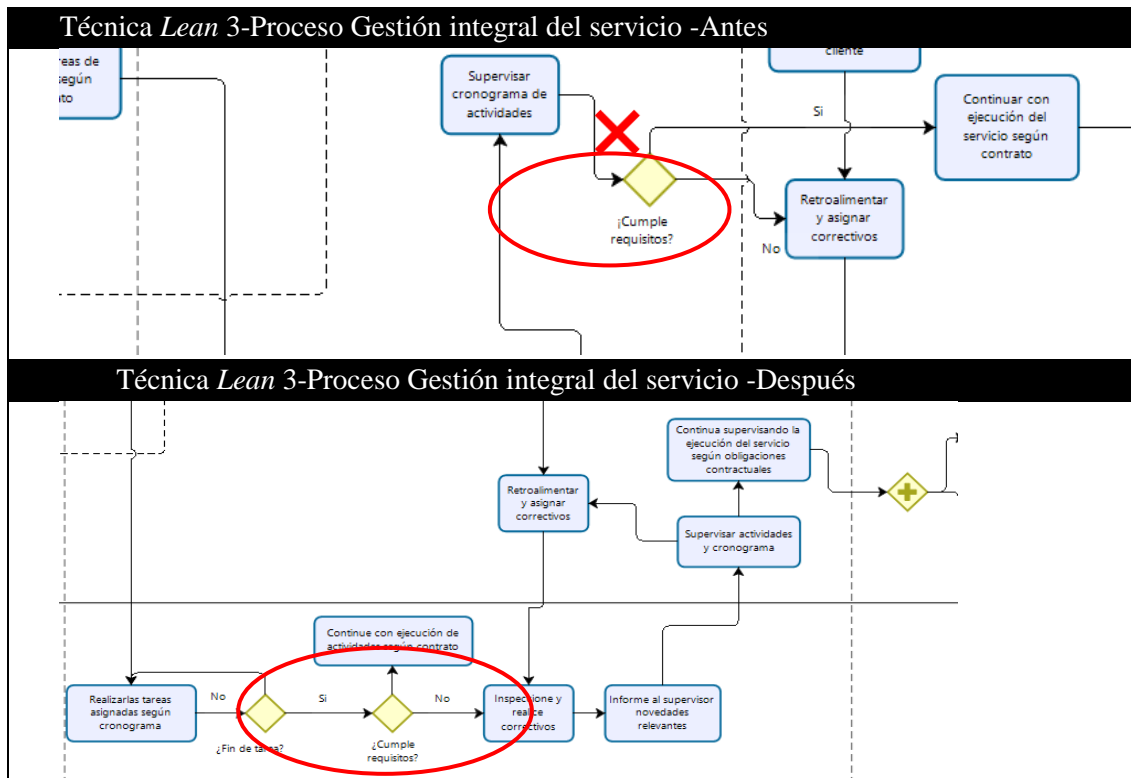 Técnica Lean 3-Proceso Gestión integral del servicio -Antes
reas de
según
ito
Supervisar
cronograma de
actividades
cliente
Si
Continuar con
ejecución del
servicio según
contrato
¡Cumple
requisitos?
Retroalimentar
y asignar
correctivos
No
Técnica Lean 3-Proceso Gestión integral del servicio -Después
Continua supervisando la
ejecución del servicio
según obligaciones
contractuales
Retroalimentar
y asignar
correctivos
Supervisar actividades
y cronograma
Continue con ejecución de
actividades según contrato
Realizarlas tareas
asignadas según
cronograma
No
Si
No
Inspeccione y
realice
correctivos
Informe al supervisor
novedades
relevantes
¿Fin de tarea?
¿Cumple
requisitos?